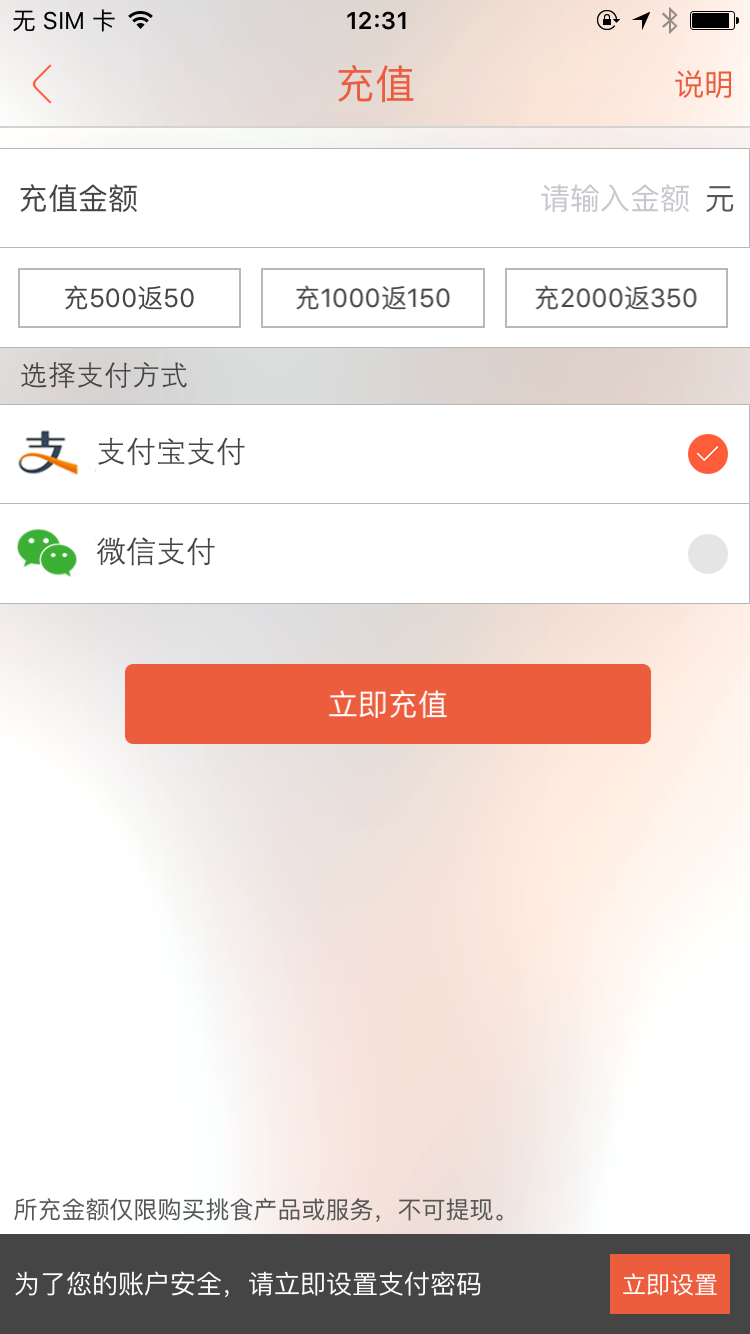 无 SIM 卡 12:31
充值 说明
充值金额 请输入金额 元
充500返50 充1000返150 充2000返350
选择支付方式
支付宝支付
微信支付
立即充值
所充金额仅限购买挑食产品或服务，不可提现。
为了您的账户安全，请立即设置支付密码 立即设置